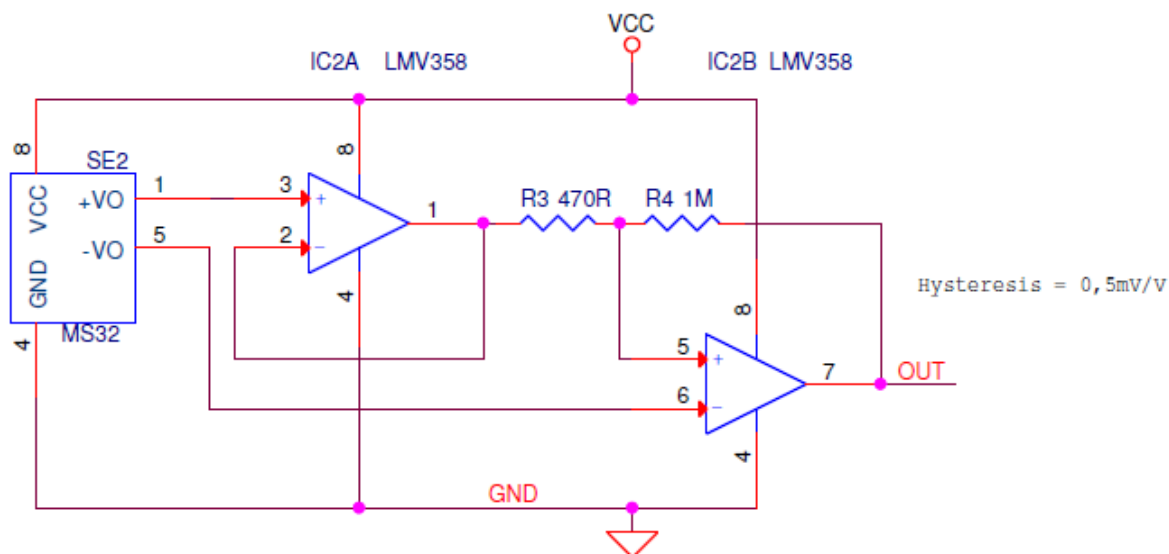 VCC
IC2A LMV358
IC2B LMV358
8
SE2
VCC
+VO
1
3
+
8
1
R3 470R
R4 1M
-VO
5
2
-
GND
4
MS32
4
Hysteresis = 0,5mV/V
8
5
+
7
OUT
6
-
4
GND